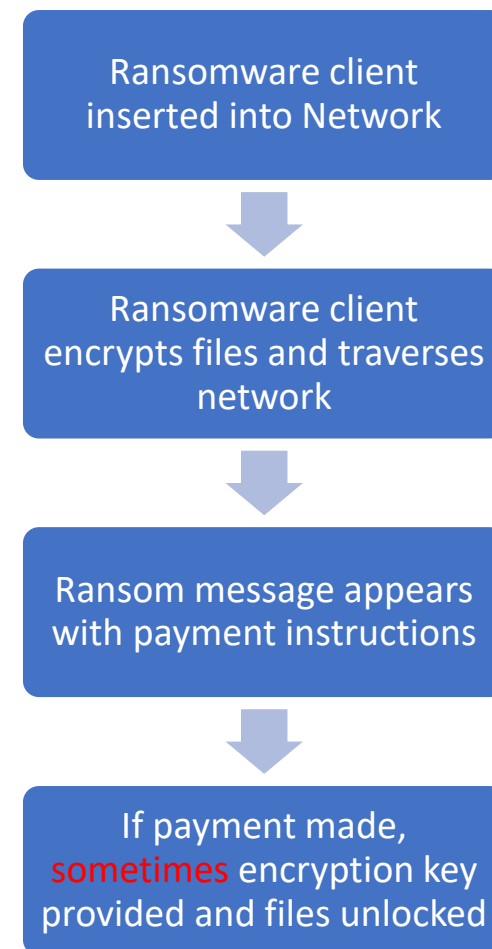 Ransomware client
inserted into Network
Ransomware client
encrypts files and traverses
network
Ransom message appears
with payment instructions
If payment made,
sometimes encryption key
provided and files unlocked